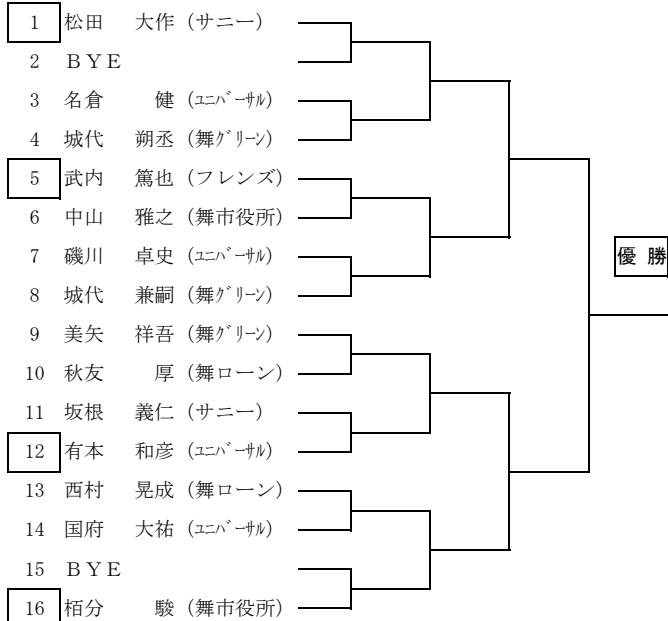 1 松田 大作 (サニー)
2 ＢＹＥ
3 名倉 健 (ﾕﾆﾊﾞｰｻﾙ)
4 城代 朔丞 (舞ｸﾞﾘｰﾝ)
5 武内 篤也 (フレンズ)
6 中山 雅之 (舞市役所)
7 磯川 卓史 (ﾕﾆﾊﾞｰｻﾙ)
8 城代 兼嗣 (舞ｸﾞﾘｰﾝ)
優 勝
9 美矢 祥吾 (舞ｸﾞﾘｰﾝ)
10 秋友 厚 (舞ローン)
11 坂根 義仁 (サニー)
12 有本 和彦 (ﾕﾆﾊﾞｰｻﾙ)
13 西村 晃成 (舞ローン)
14 国府 大祐 (ﾕﾆﾊﾞｰｻﾙ)
15 ＢＹＥ
16 栢分 駿 (舞市役所)